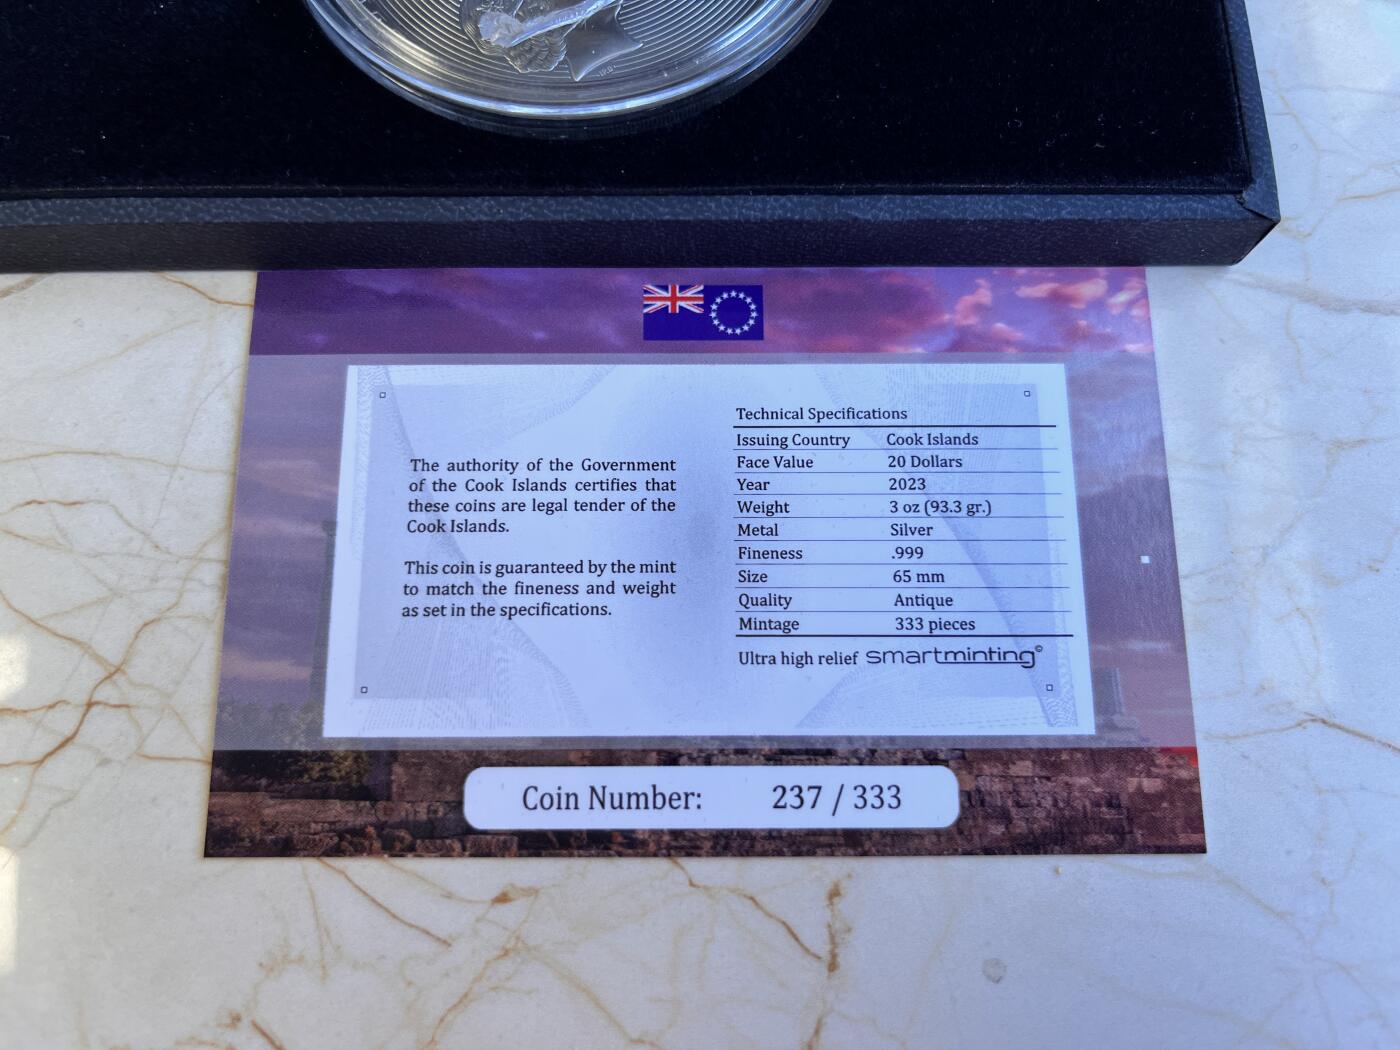 The authority of the Government
of the Cook Islands certifies that
these coins are legal tender of the
Cook Islands.
This coin is guaranteed by the mint
to match the fineness and weight
as set in the specifications.
Technical Specifications
Issuing Country Cook Islands
Face Value 20 Dollars
Year 2023
Weight 3 oz (93.3 gr.)
Metal Silver
Fineness .999
Size 65 mm
Quality Antique
Mintage 333 pieces
Ultra high relief smartminting©
Coin Number: 237 / 333